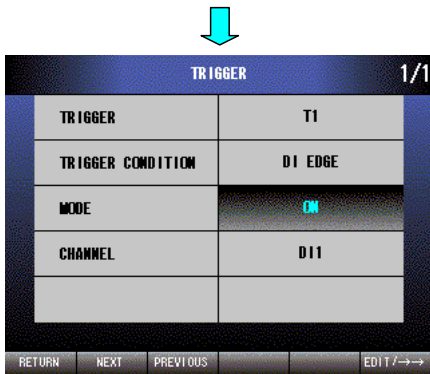 TRIGGER 1/1
TRIGGER T1
TRIGGER CONDITION DI EDGE
MODE ON
CHANNEL DI1
RETURN NEXT PREVIOUS EDIT/→→